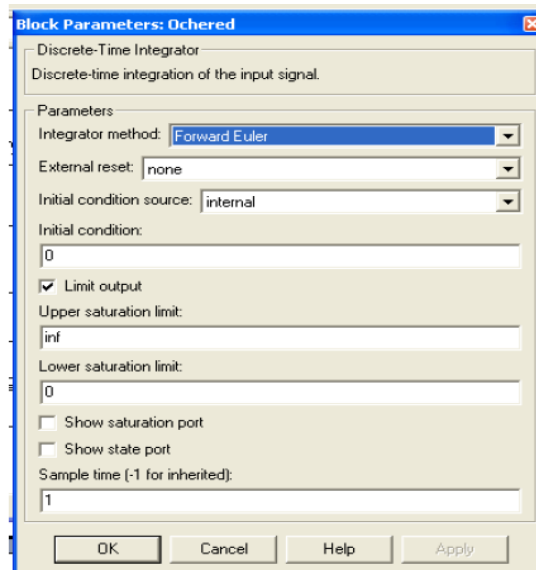 Block Parameters: Ochered
Discrete-Time Integrator
Discrete-time integration of the input signal.
Parameters
Integrator method: Forward Euler
External reset: none
Initial condition source: internal
Initial condition:
0
Limit output
Upper saturation limit:
inf
Lower saturation limit:
0
Show saturation port
Show state port
Sample time (-1 for inherited):
1
OK Cancel Help Apply